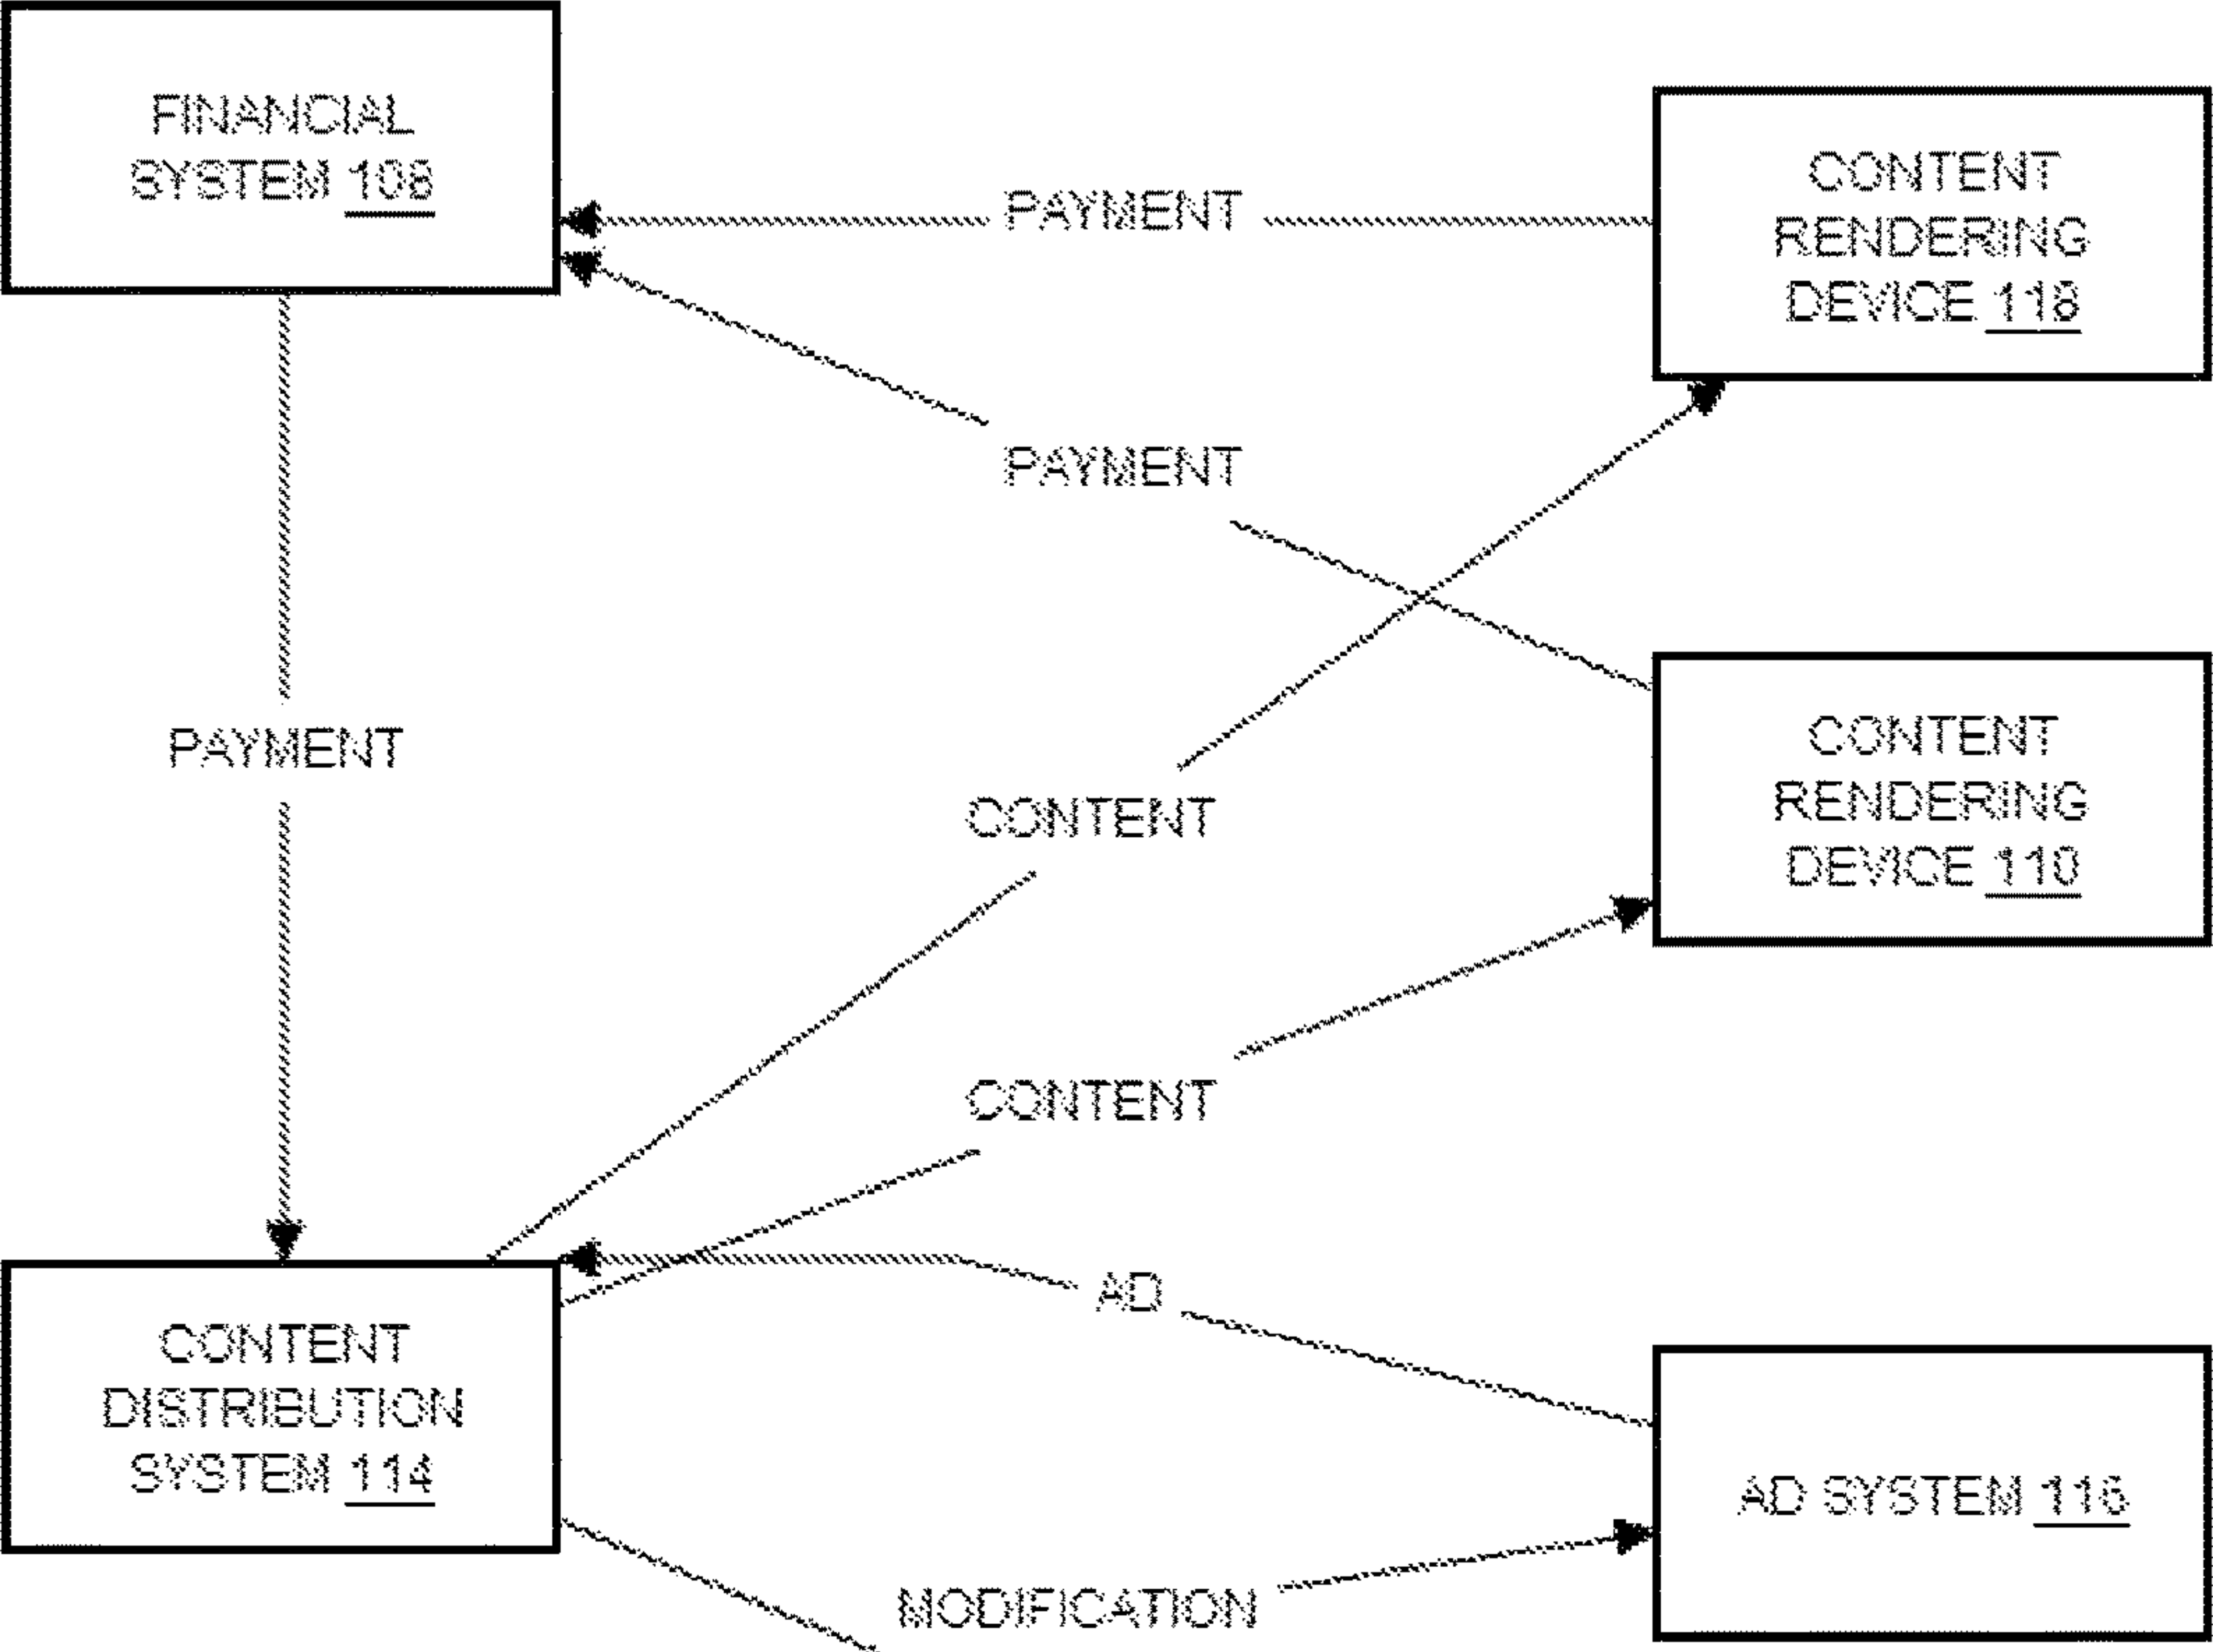 FINANCIAL
SYSTEM 108
PAYMENT
CONTENT
RENDERING
DEVICE 118
PAYMENT
PAYMENT
CONTENT
RENDERING
DEVICE 110
CONTENT
CONTENT
AD
CONTENT
DISTRIBUTION
SYSTEM 114
AD SYSTEM 116
MODIFICATION